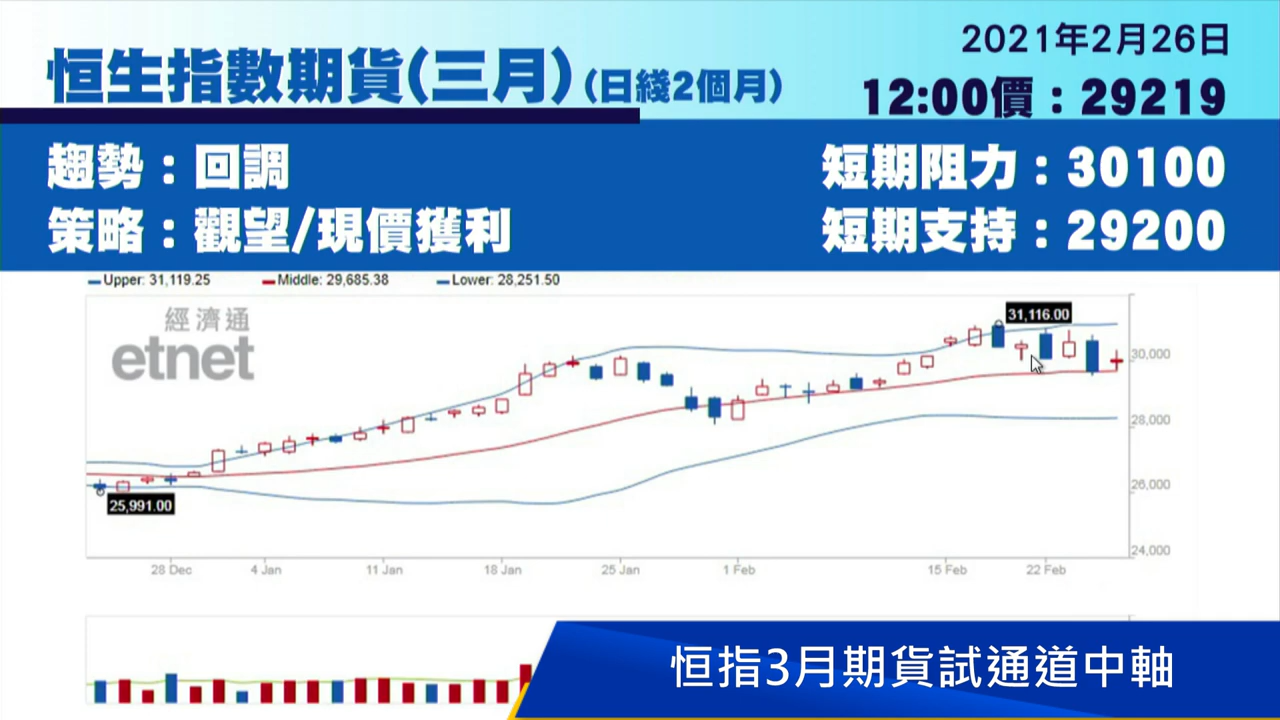 恒生指數期貨(三月)(日綫2個月)
2021年2月26日
12:00價：29219
趨勢：回調
短期阻力：30100
策略：觀望/現價獲利
短期支持：29200
Upper: 31,119.25 Middle: 29,685.38 Lower: 28,251.50
經濟通
etnet
31,116.00
30,000
28,000
26,000
25,991.00
24,000
28 Dec 4 Jan 11 Jan 18 Jan 25 Jan 1 Feb 15 Feb 22 Feb
恒指3月期貨試通道中軸